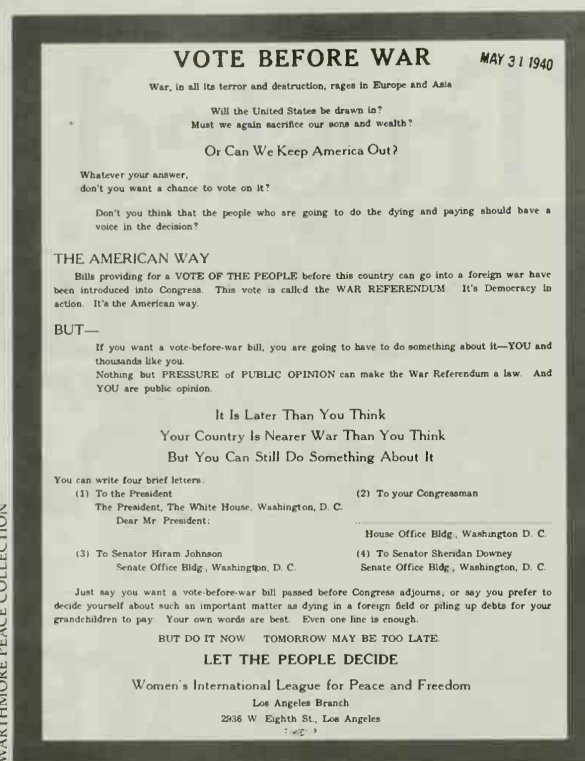 VOTE BEFORE WAR
MAY 31 1940
War, in all its terror and destruction, rages in Europe and Asia
Will the United States be drawn in?
Must we again sacrifice our sons and wealth?
Or Can We Keep America Out?
Whatever your answer,
don't you want a chance to vote on it?
Don't you think that the people who are going to do the dying and paying should have a
voice in the decision?
THE AMERICAN WAY
Bills providing for a VOTE OF THE PEOPLE before this country can go into a foreign war have
been introduced into Congress. This vote is called the WAR REFERENDUM It's Democracy in
action. It's the American way.
BUT—
If you want a vote-before-war bill, you are going to have to do something about it—YOU and
thousands like you.
Nothing but PRESSURE of PUBLIC OPINION can make the War Referendum a law. And
YOU are public opinion.
It Is Later Than You Think
Your Country Is Nearer War Than You Think
But You Can Still Do Something About It
You can write four brief letters.
(1) To the President
The President, The White House, Washington, D. C.
Dear Mr. President:
(2) To your Congressman
House Office Bldg., Washington D. C.
(3) To Senator Hiram Johnson
Senate Office Bldg., Washington, D. C.
(4) To Senator Sheridan Downey
Senate Office Bldg., Washington, D. C.
Just say you want a vote-before-war bill passed before Congress adjourns, or say you prefer to
decide yourself about such an important matter as dying in a foreign field or piling up debts for your
grandchildren to pay. Your own words are best. Even one line is enough.
BUT DO IT NOW TOMORROW MAY BE TOO LATE.
LET THE PEOPLE DECIDE
Women's International League for Peace and Freedom
Los Angeles Branch
2936 W. Eighth St., Los Angeles
WARTHMORE PEACE COLLECTION